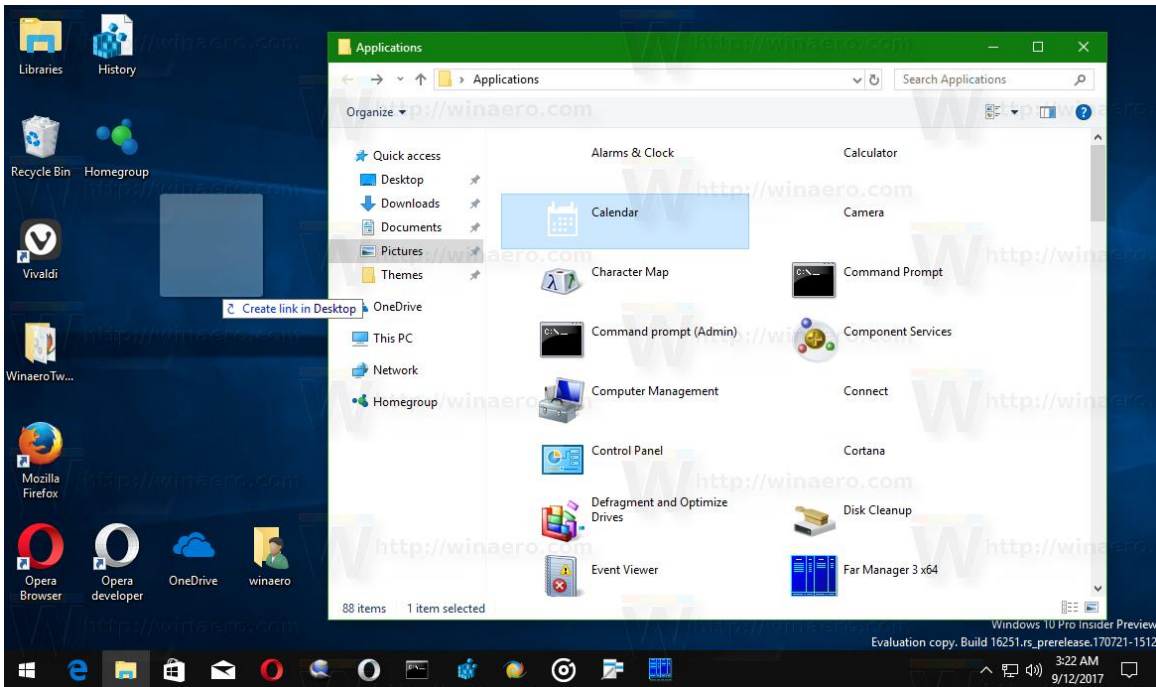 Libraries
History
Recycle Bin
Homegroup
Vivaldi
WinaeroTw...
Mozilla
Firefox
Opera
Browser
Opera
developer
OneDrive
winaero
Create link in Desktop
Applications
Applications
Search Applications
Organize
Quick access
Desktop
Downloads
Documents
Pictures
Themes
OneDrive
This PC
Network
Homegroup
Alarms & Clock
Calculator
Calendar
Camera
Character Map
Command Prompt
Command prompt (Admin)
Component Services
Computer Management
Connect
Control Panel
Cortana
Defragment and Optimize
Drives
Disk Cleanup
Event Viewer
Far Manager 3 x64
88 items 1 item selected
http://winaero.com
Windows 10 Pro Insider Preview
Evaluation copy. Build 16251.rs_prerelease.170721-1512
3:22 AM
9/12/2017